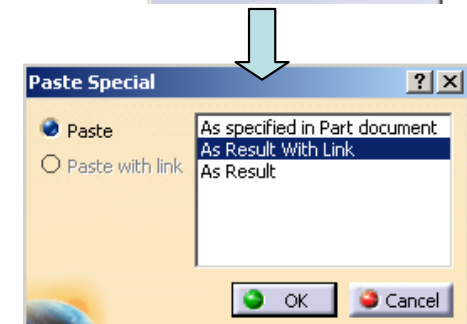 Paste Special
Paste
Paste with link
As specified in Part document
As Result With Link
As Result
OK
Cancel